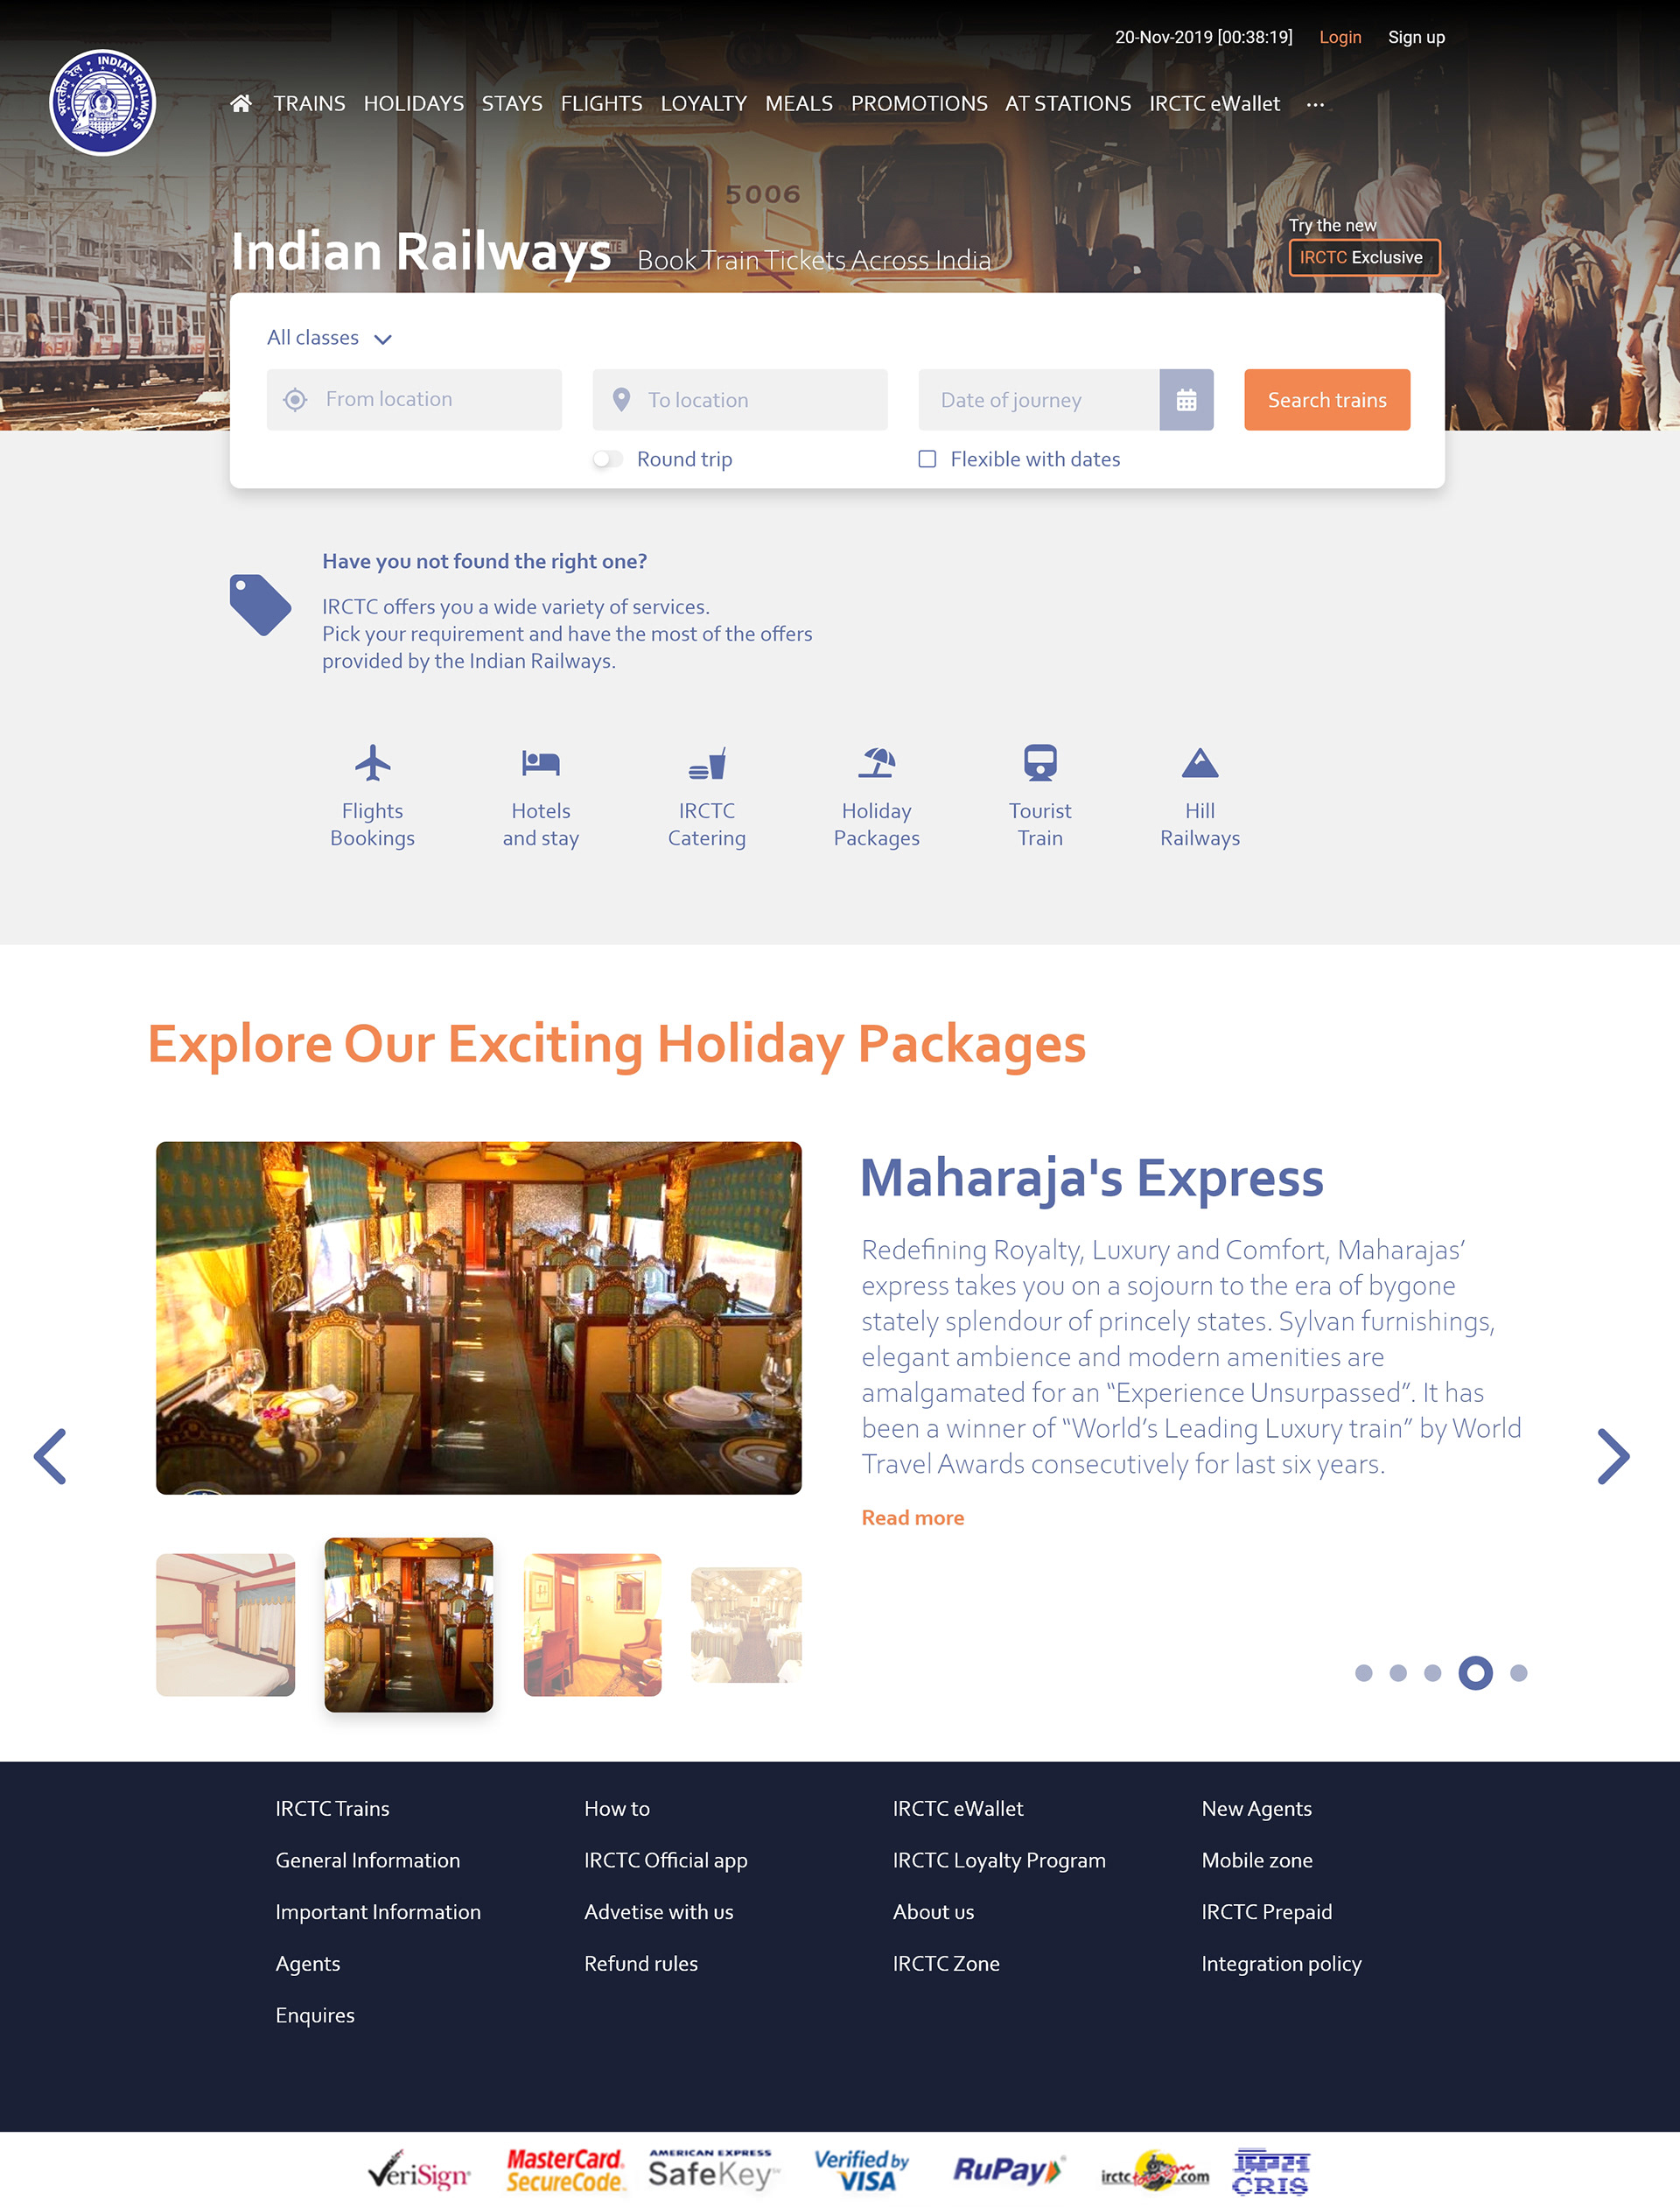 20-Nov-2019 [00:38:19] Login Sign up
भारतीय रेल • INDIAN RAILWAYS
TRAINS HOLIDAYS STAYS FLIGHTS LOYALTY MEALS PROMOTIONS AT STATIONS IRCTC eWallet ...
5006
Try the new
IRCTC Exclusive
Indian Railways Book Train Tickets Across India
All classes
From location To location Date of journey Search trains
Round trip Flexible with dates
Have you not found the right one?
IRCTC offers you a wide variety of services.
Pick your requirement and have the most of the offers
provided by the Indian Railways.
Flights Hotels IRCTC Holiday Tourist Hill
Bookings and stay Catering Packages Train Railways
Explore Our Exciting Holiday Packages
Maharaja's Express
Redefining Royalty, Luxury and Comfort, Maharajas’
express takes you on a sojourn to the era of bygone
stately splendour of princely states. Sylvan furnishings,
elegant ambience and modern amenities are
amalgamated for an “Experience Unsurpassed”. It has
been a winner of “World’s Leading Luxury train” by World
Travel Awards consecutively for last six years.
Read more
IRCTC Trains How to IRCTC eWallet New Agents
General Information IRCTC Official app IRCTC Loyalty Program Mobile zone
Important Information Advetise with us About us IRCTC Prepaid
Agents Refund rules IRCTC Zone Integration policy
Enquires
VeriSign MasterCard. SecureCode. AMERICAN EXPRESS SafeKey Verified by VISA RuPay irctc tourism .com CRIS